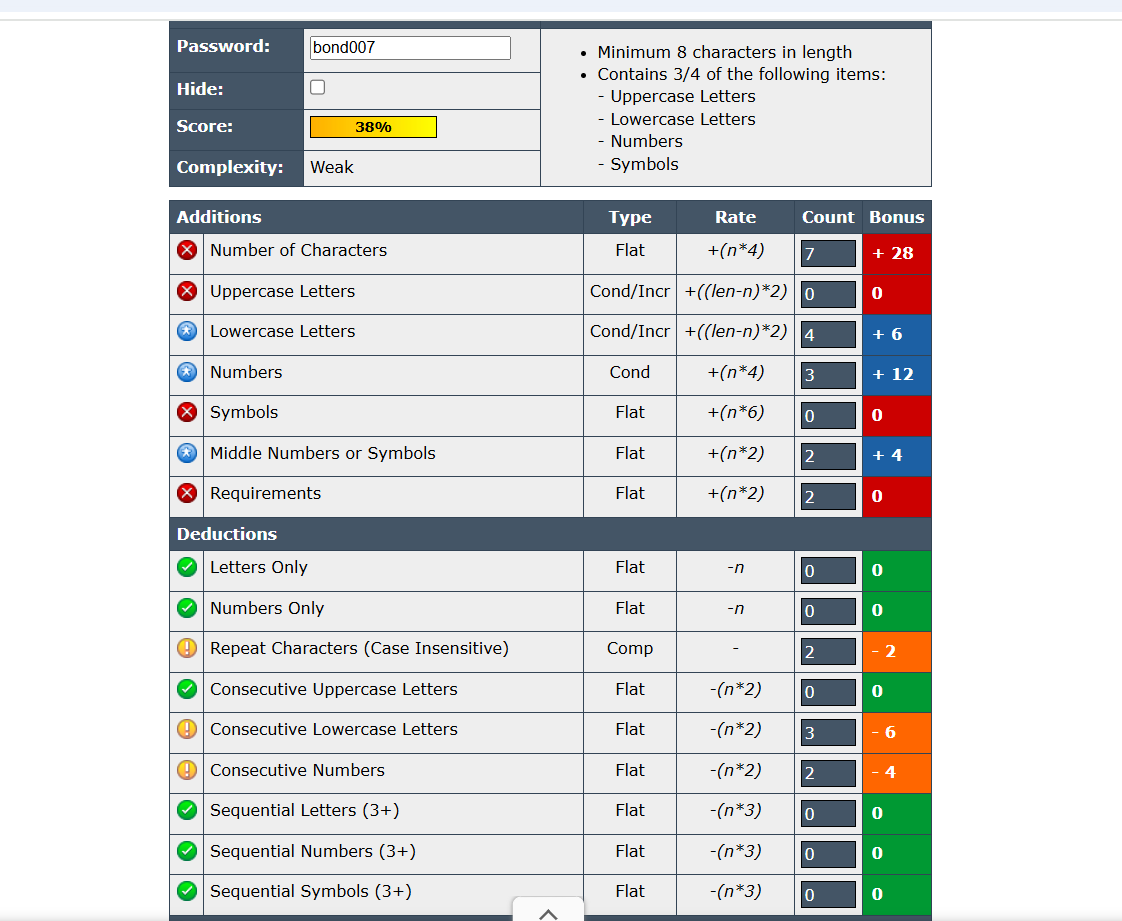 Password: bond007
Hide:
Score: 38%
Complexity: Weak
• Minimum 8 characters in length
• Contains 3/4 of the following items:
- Uppercase Letters
- Lowercase Letters
- Numbers
- Symbols
Additions Type Rate Count Bonus
Number of Characters Flat +(n*4) 7 + 28
Uppercase Letters Cond/Incr +((len-n)*2) 0 0
Lowercase Letters Cond/Incr +((len-n)*2) 4 + 6
Numbers Cond +(n*4) 3 + 12
Symbols Flat +(n*6) 0 0
Middle Numbers or Symbols Flat +(n*2) 2 + 4
Requirements Flat +(n*2) 2 0
Deductions
Letters Only Flat -n 0 0
Numbers Only Flat -n 0 0
Repeat Characters (Case Insensitive) Comp - 2 - 2
Consecutive Uppercase Letters Flat -(n*2) 0 0
Consecutive Lowercase Letters Flat -(n*2) 3 - 6
Consecutive Numbers Flat -(n*2) 2 - 4
Sequential Letters (3+) Flat -(n*3) 0 0
Sequential Numbers (3+) Flat -(n*3) 0 0
Sequential Symbols (3+) Flat -(n*3) 0 0